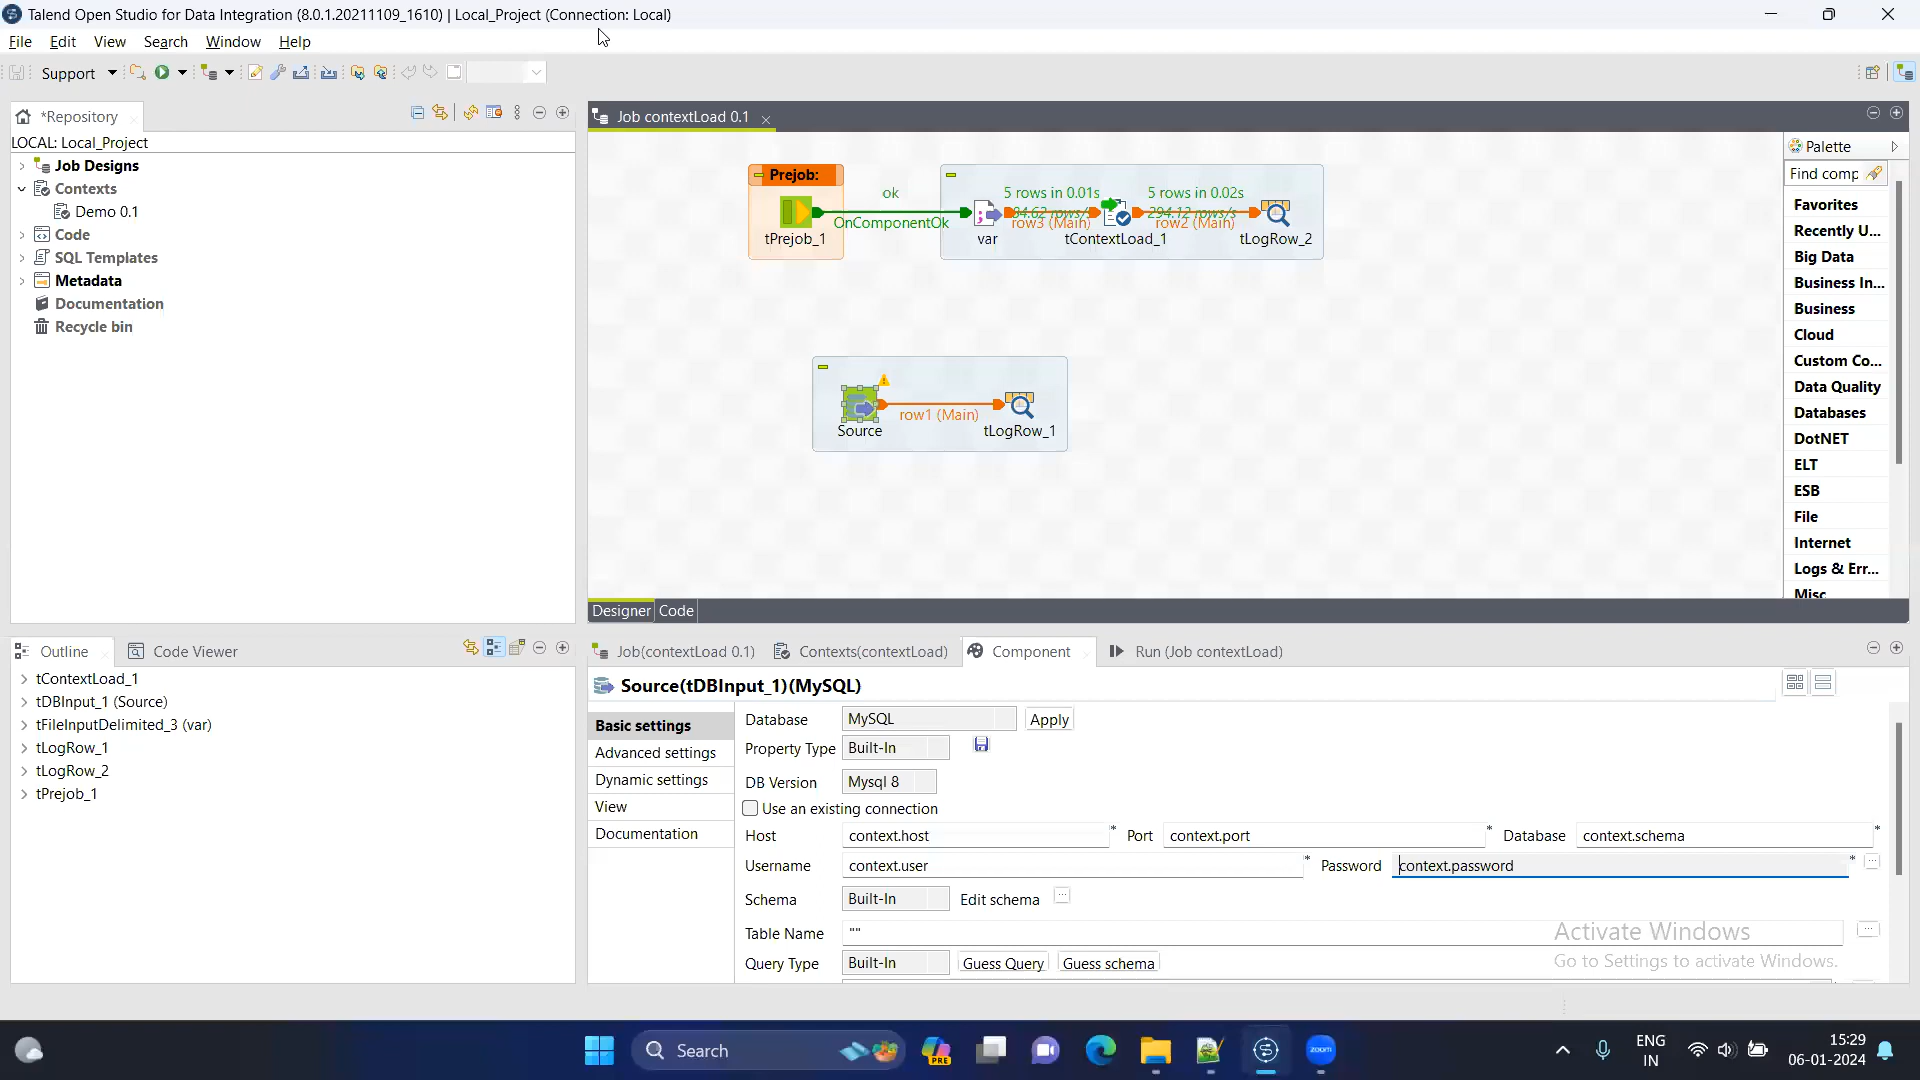 Talend Open Studio for Data Integration (8.0.1.20211109_1610) | Local_Project (Connection: Local)
File Edit View Search Window Help
Support
*Repository
LOCAL: Local_Project
Job Designs
Contexts
Demo 0.1
Code
SQL Templates
Metadata
Documentation
Recycle bin
Job contextLoad 0.1
Prejob:
tPrejob_1
ok
OnComponentOk
var
5 rows in 0.01s
row3 (Main)
tContextLoad_1
5 rows in 0.02s
294.12 rows/s
row2 (Main)
tLogRow_2
Source
row1 (Main)
tLogRow_1
Palette
Find comp
Favorites
Recently U...
Big Data
Business In...
Business
Cloud
Custom Co...
Data Quality
Databases
DotNET
ELT
ESB
File
Internet
Logs & Err...
Misc
Designer Code
Outline Code Viewer
tContextLoad_1
tDBInput_1 (Source)
tFileInputDelimited_3 (var)
tLogRow_1
tLogRow_2
tPrejob_1
Job(contextLoad 0.1) Contexts(contextLoad) Component Run (Job contextLoad)
Source(tDBInput_1)(MySQL)
Basic settings
Advanced settings
Dynamic settings
View
Documentation
Database MySQL Apply
Property Type Built-In
DB Version Mysql 8
Use an existing connection
Host context.host * Port context.port * Database context.schema *
Username context.user * Password context.password *
Schema Built-In Edit schema ...
Table Name "" ...
Query Type Built-In Guess Query Guess schema
Activate Windows
Go to Settings to activate Windows.
Search
PRE
zoom
ENG
IN
15:29
06-01-2024